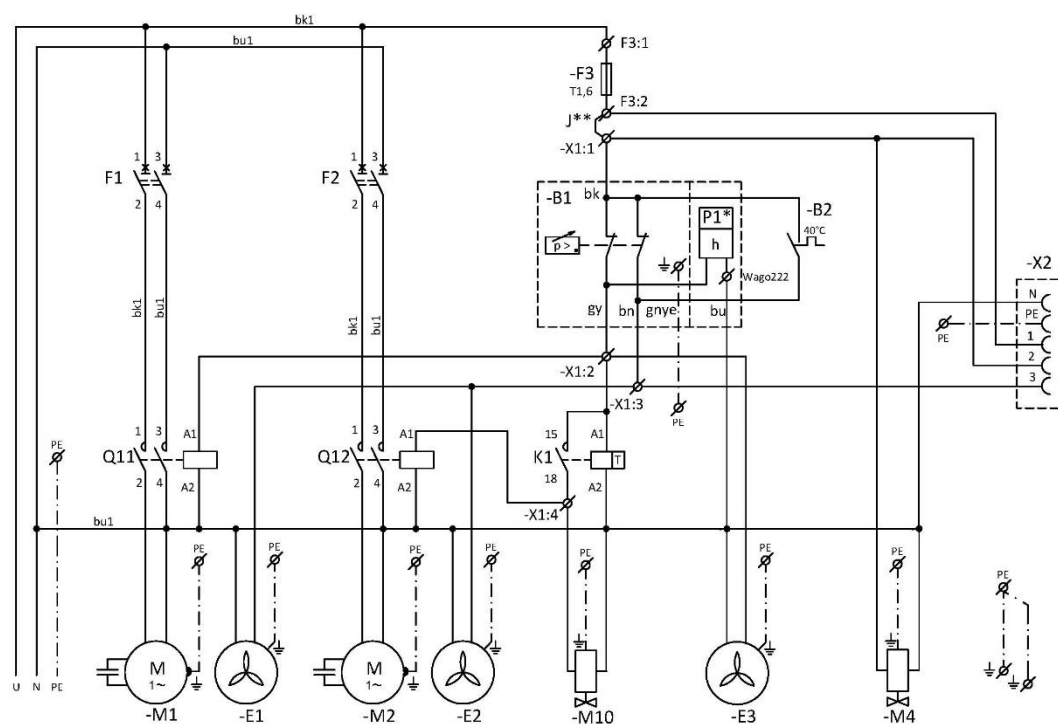 bk1
bu1
F3:1
-F3
T1,6
F3:2
J**
-X1:1
1
3
F1
2
4
1
3
F2
2
4
-B1
bk
P1*
h
-B2
40°C
p >
Wago222
-X2
N
PE
1
2
3
PE
bk1
bu1
bk1
bu1
gy
bn
gnye
bu
-X1:2
-X1:3
PE
1
3
A1
Q11
2
4
A2
1
3
A1
Q12
2
4
A2
15
A1
K1
T
18
A2
-X1:4
PE
bu1
PE
PE
PE
PE
PE
PE
PE
U
N
PE
M
1~
M
1~
-M1
-E1
-M2
-E2
-M10
-E3
-M4